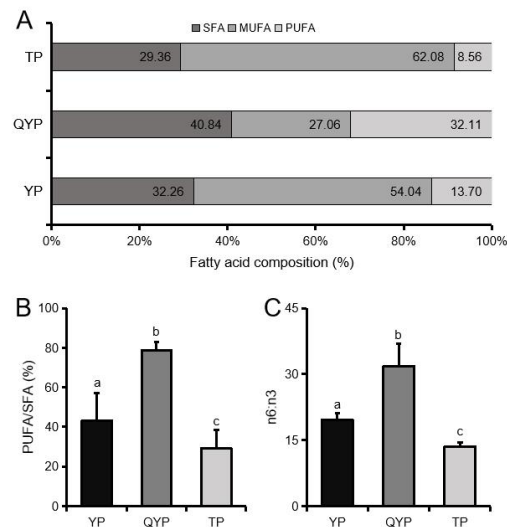 A
SFA MUFA PUFA
TP 29.36 62.08 8.56
QYP 40.84 27.06 32.11
YP 32.26 54.04 13.70
0% 20% 40% 60% 80% 100%
Fatty acid composition (%)
B
PUFA/SFA (%)
100
80
60
40
20
0
a
b
c
YP QYP TP
C
n6:n3
45
30
15
0
a
b
c
YP QYP TP